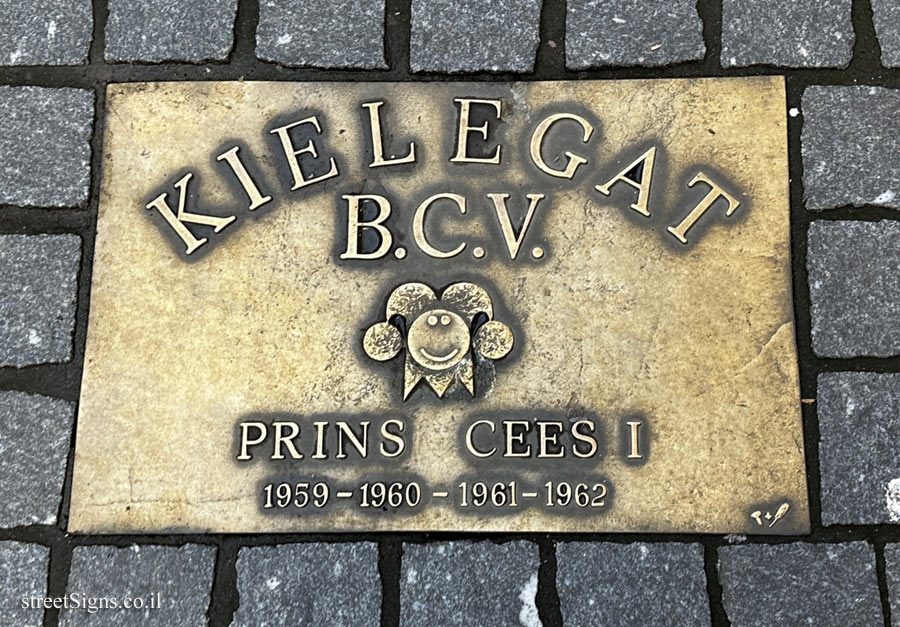 KIELEGAT
B.C.V.
PRINS CEES I
1959-1960-1961-1962
streetSigns.co.il